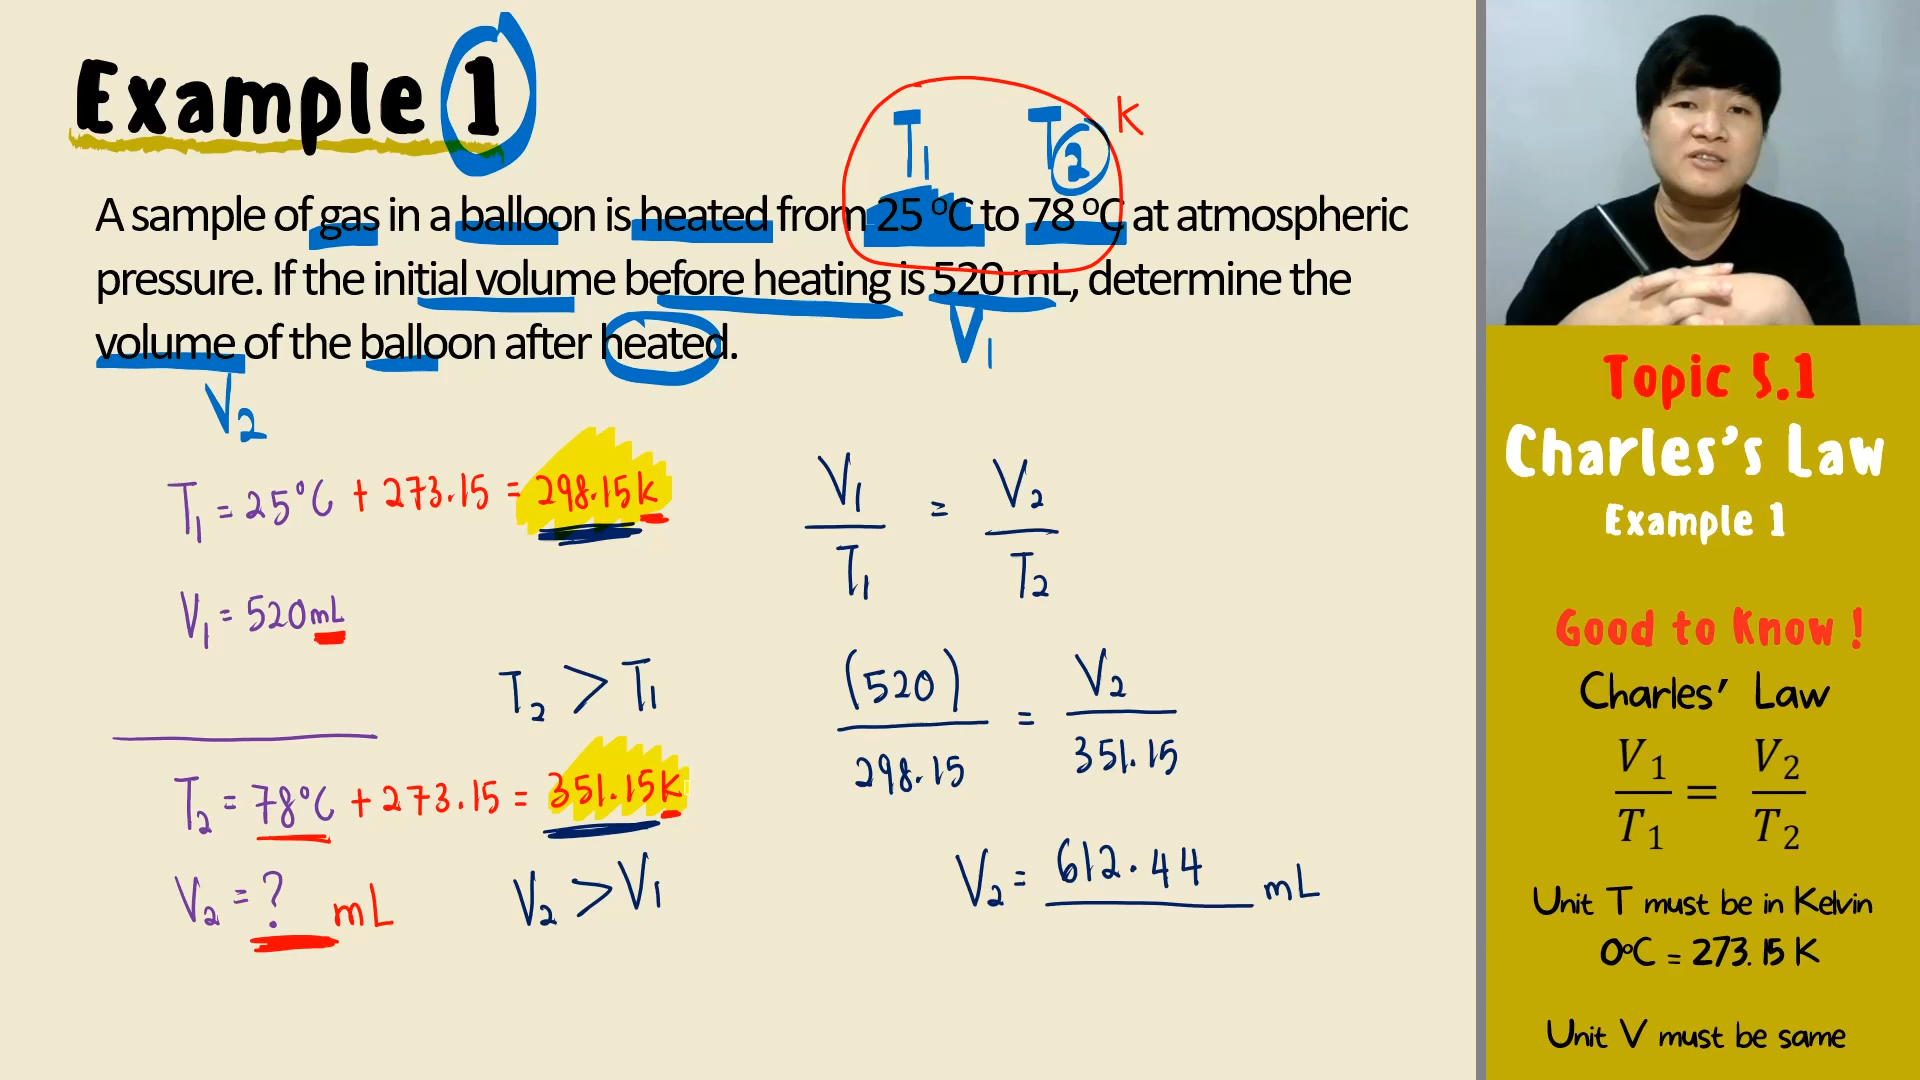 Example 1
T1 T2 K
A sample of gas in a balloon is heated from 25 °C to 78 °C at atmospheric
pressure. If the initial volume before heating is 520 mL, determine the
volume of the balloon after heated.
V1
V2
T1 = 25°C + 273.15 = 298.15 K
V1 = 520 mL
T2 > T1
T2 = 78°C + 273.15 = 351.15 K
V2 = ? mL
V2 > V1
V1 = V2
T1 T2
(520) = V2
298.15 351.15
V2 = 612.44 mL
Topic 5.1
Charles's Law
Example 1
Good to Know !
Charles' Law
V1 = V2
T1 T2
Unit T must be in Kelvin
0°C = 273.15 K
Unit V must be same